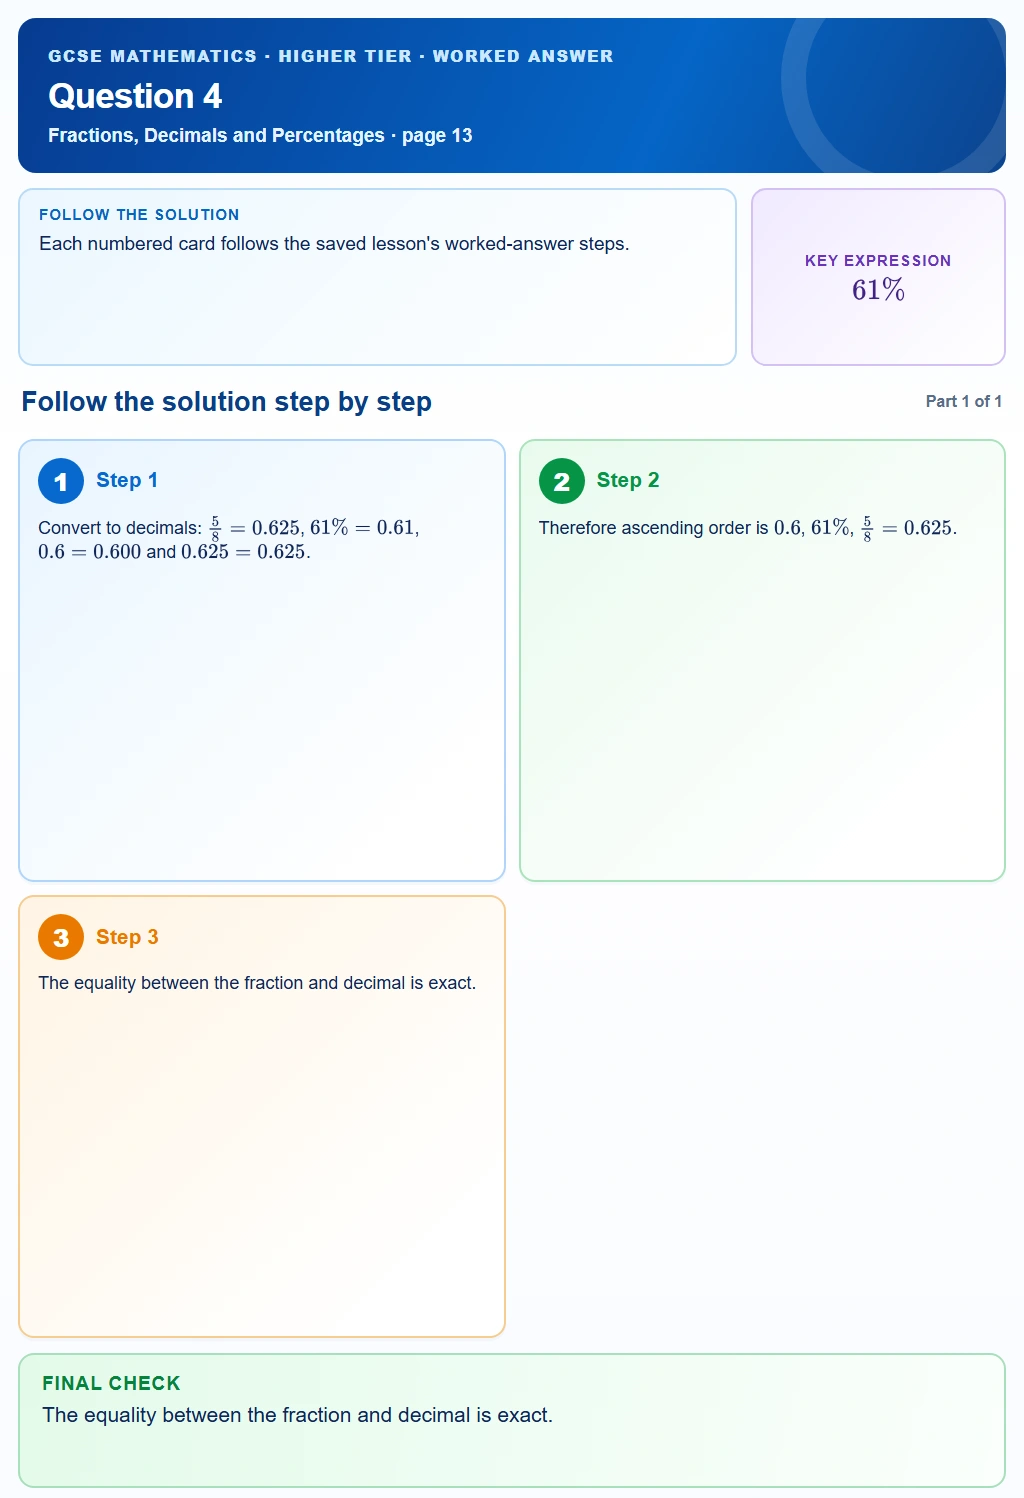 GCSE MATHEMATICS · HIGHER TIER · WORKED ANSWER
Question 4
Fractions, Decimals and Percentages · page 13
FOLLOW THE SOLUTION
Each numbered card follows the saved lesson's worked-answer steps.
KEY EXPRESSION
61%
Follow the solution step by step
Part 1 of 1
1 Step 1
Convert to decimals: 5/8 = 0.625, 61% = 0.61,
0.6 = 0.600 and 0.625 = 0.625.
2 Step 2
Therefore ascending order is 0.6, 61%, 5/8 = 0.625.
3 Step 3
The equality between the fraction and decimal is exact.
FINAL CHECK
The equality between the fraction and decimal is exact.